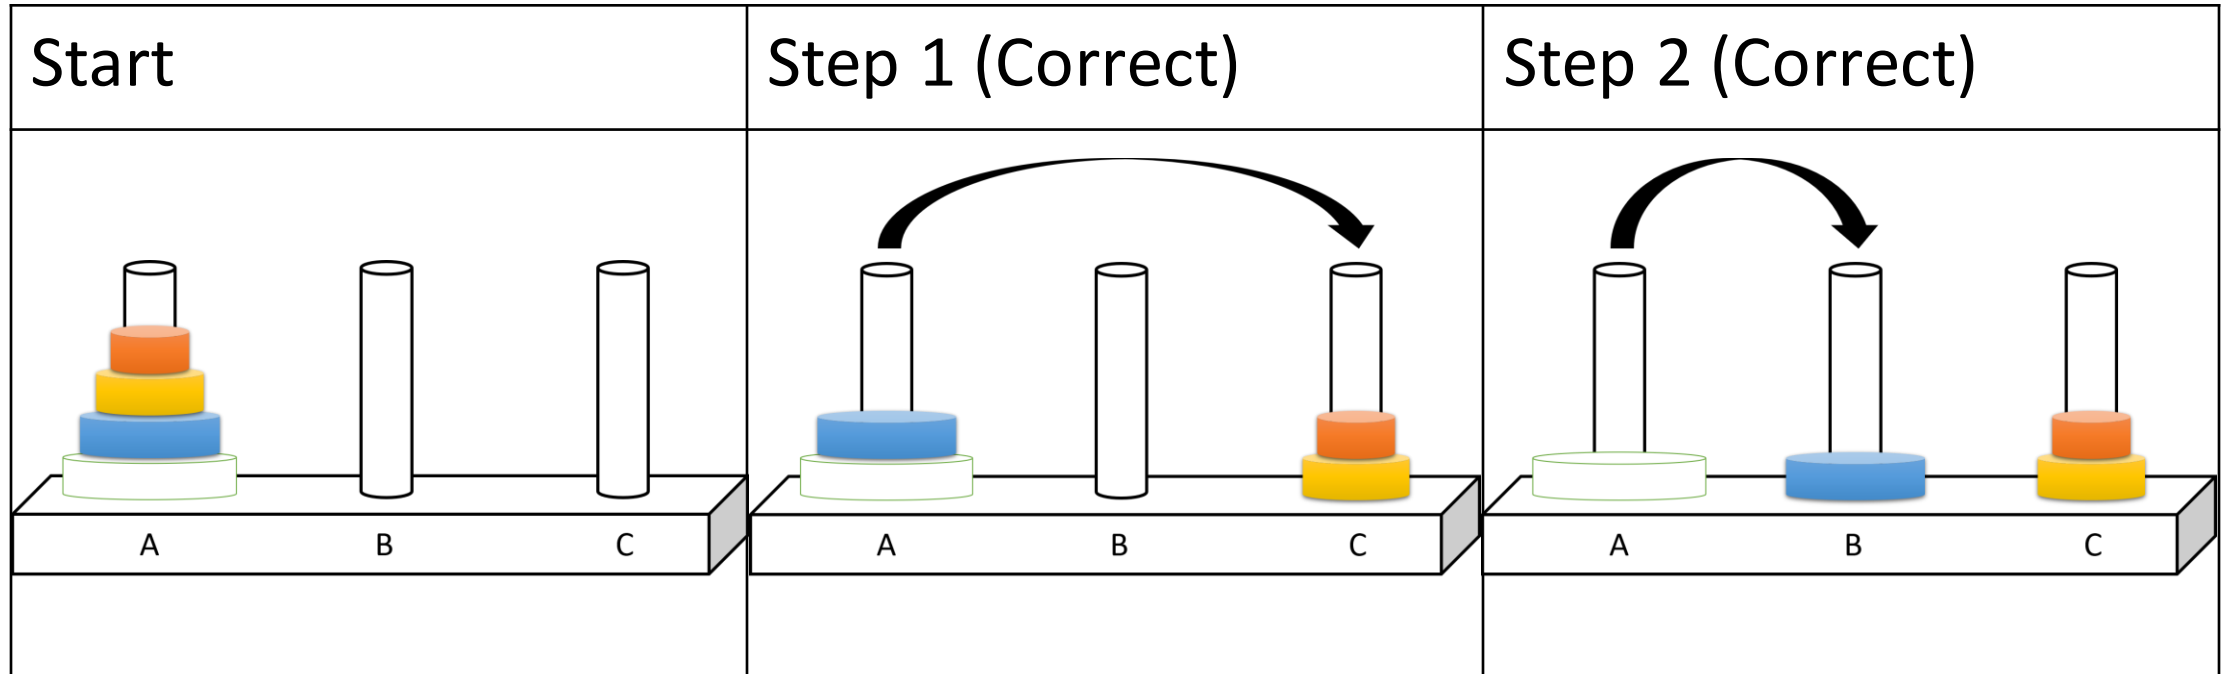 Start
Step 1 (Correct)
Step 2 (Correct)
A B C
A B C
A B C